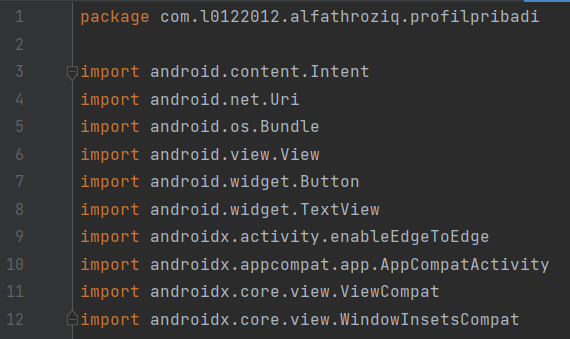 1 package com.l0122012.alfathroziq.profilpribadi
2
3 import android.content.Intent
4 import android.net.Uri
5 import android.os.Bundle
6 import android.view.View
7 import android.widget.Button
8 import android.widget.TextView
9 import androidx.activity.enableEdgeToEdge
10 import androidx.appcompat.app.AppCompatActivity
11 import androidx.core.view.ViewCompat
12 import androidx.core.view.WindowInsetsCompat